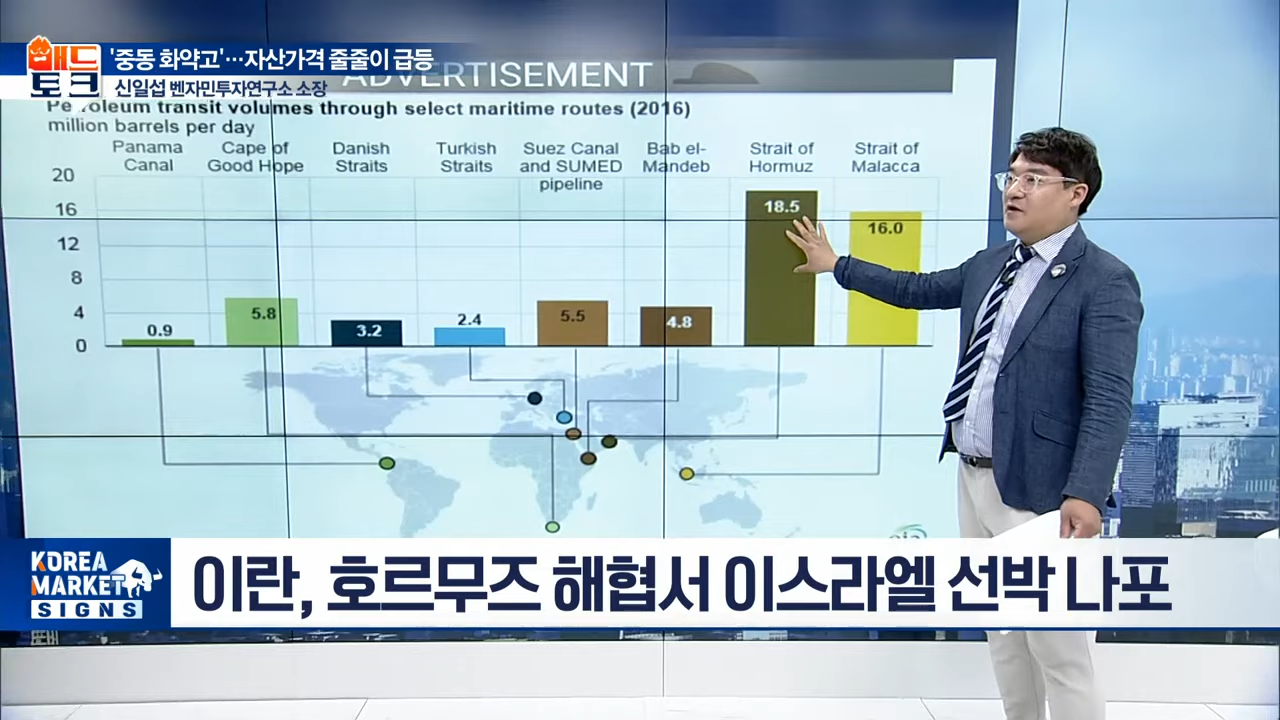 매드
토크
'중동 화약고'…자산가격 줄줄이 급등
신일섭 벤자민투자연구소 소장
ADVERTISEMENT
Petroleum transit volumes through select maritime routes (2016)
million barrels per day
Panama Canal
Cape of Good Hope
Danish Straits
Turkish Straits
Suez Canal and SUMED pipeline
Bab el-Mandeb
Strait of Hormuz
Strait of Malacca
20
16
12
8
4
0
0.9
5.8
3.2
2.4
5.5
4.8
18.5
16.0
eia
KOREA
MARKET
SIGNS
이란, 호르무즈 해협서 이스라엘 선박 나포